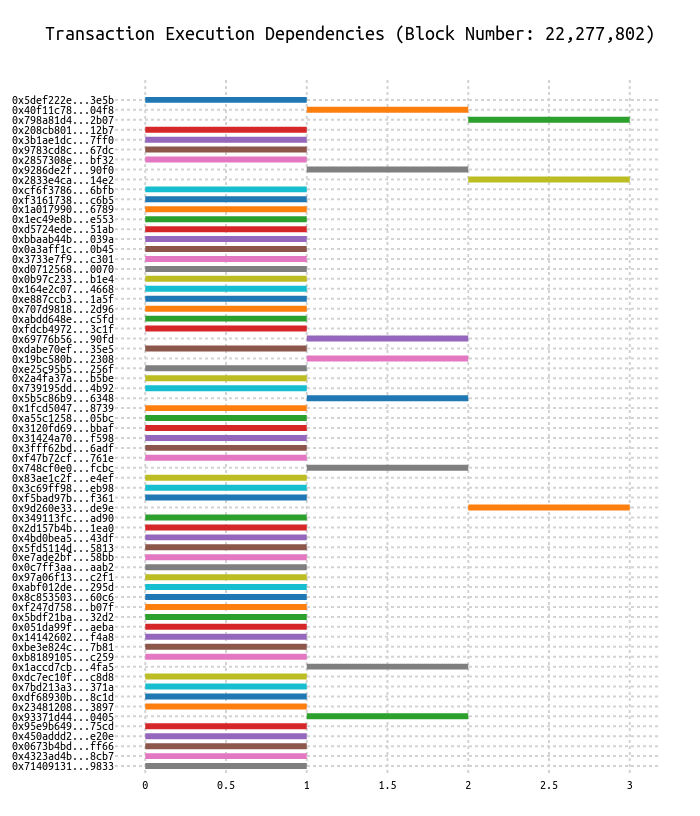 Transaction Execution Dependencies (Block Number: 22,277,802)
0x5def222e...3e5b
0x40f11c78...04f8
0x798a81d4...2b07
0x208cb801...12b7
0x3b1ae1dc...7ff0
0x9783cd8c...67dc
0x2857308e...bf32
0x9286de2f...90f0
0x2833e4ca...14e2
0xcf6f3786...6bfb
0xf3161738...c6b5
0x1a017990...6789
0x1ec49e8b...e553
0xd5724ede...51ab
0xbbaab44b...039a
0x0a3aff1c...0b45
0x3733e7f9...c301
0xd0712568...0070
0x0b97c233...b1e4
0x164e2c07...4668
0xe887ccb3...1a5f
0x707d9818...2d96
0xabdd648e...c5fd
0xfdcb4972...3c1f
0x69776b56...90fd
0xdabe70ef...35e5
0x19bc580b...2308
0xe25c95b5...256f
0x2a4fa37a...b5be
0x739195dd...4b92
0x5b5c86b9...6348
0x1fcd5047...8739
0xa55c1258...05bc
0x3120fd69...bbaf
0x31424a70...f598
0x3fff62bd...6adf
0xf47b72cf...761e
0x748cf0e0...fcbc
0x83ae1c2f...e4ef
0x3c69ff98...eb98
0xf5bad97b...f361
0x9d260e33...de9e
0x349113fc...ad90
0x2d157b4b...1ea0
0x4bd0bea5...43df
0x5fd5114d...5813
0xe7ade2bf...58bb
0x0c7ff3aa...aab2
0x97a06f13...c2f1
0xabf012de...295d
0x8c853503...60c6
0xf247d758...b07f
0x5bdf21ba...32d2
0x051da99f...aeba
0x14142602...f4a8
0xbe3e824c...7b81
0xb8189105...c259
0x1accd7cb...4fa5
0xdc7ec10f...c8d8
0x7bd213a3...371a
0xdf68930b...8c1d
0x23481208...3897
0x93371d44...0405
0x95e9b649...75cd
0x450addd2...e20e
0x0673b4bd...ff66
0x4323ad4b...8cb7
0x71409131...9833
0 0.5 1 1.5 2 2.5 3